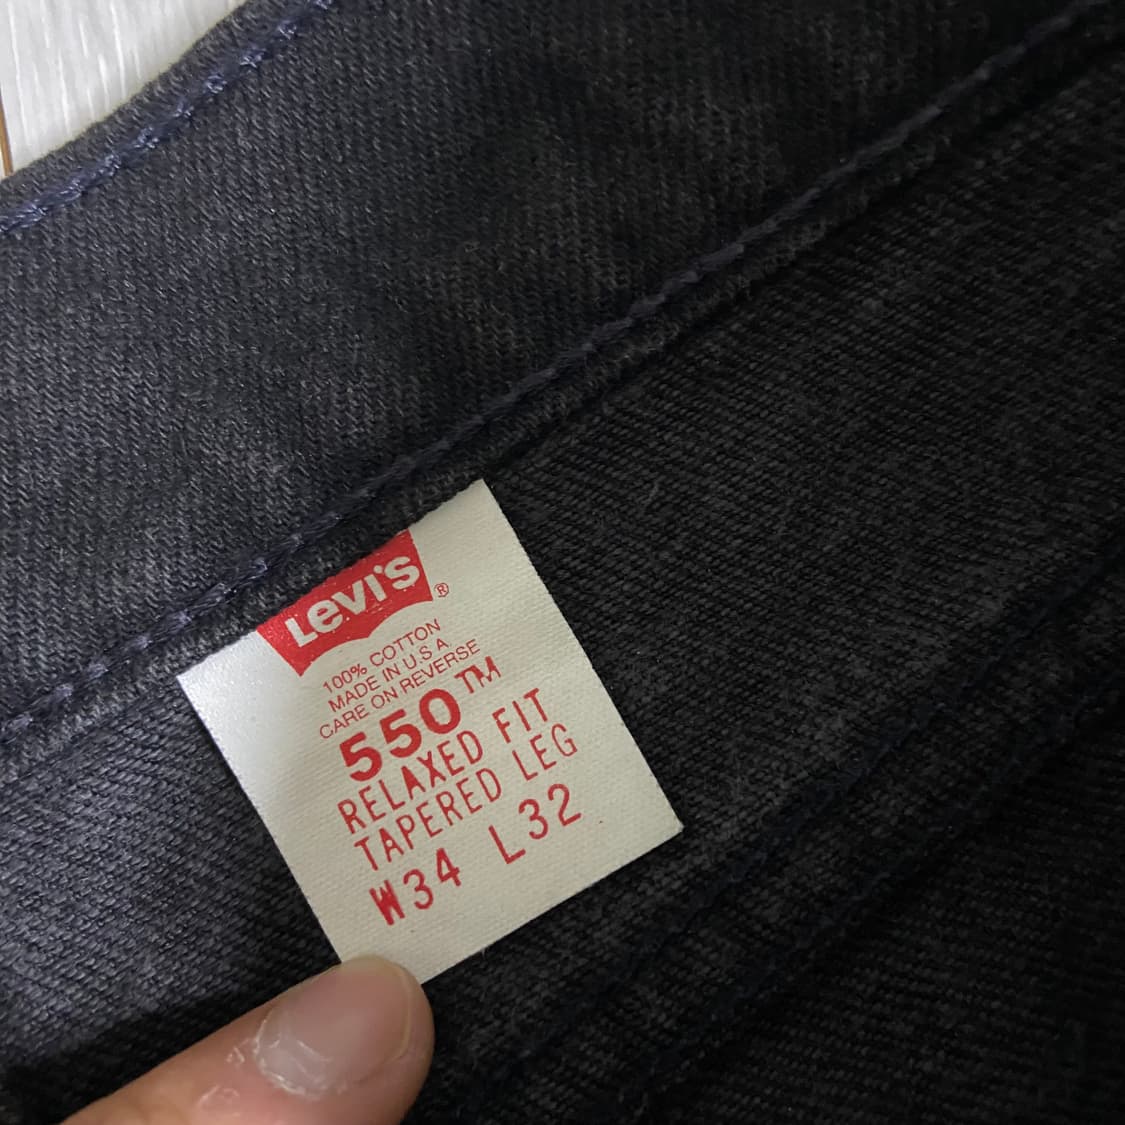 Levi's®
100% COTTON
MADE IN U.S.A.
CARE ON REVERSE
550™
RELAXED FIT
TAPERED LEG
W34 L32